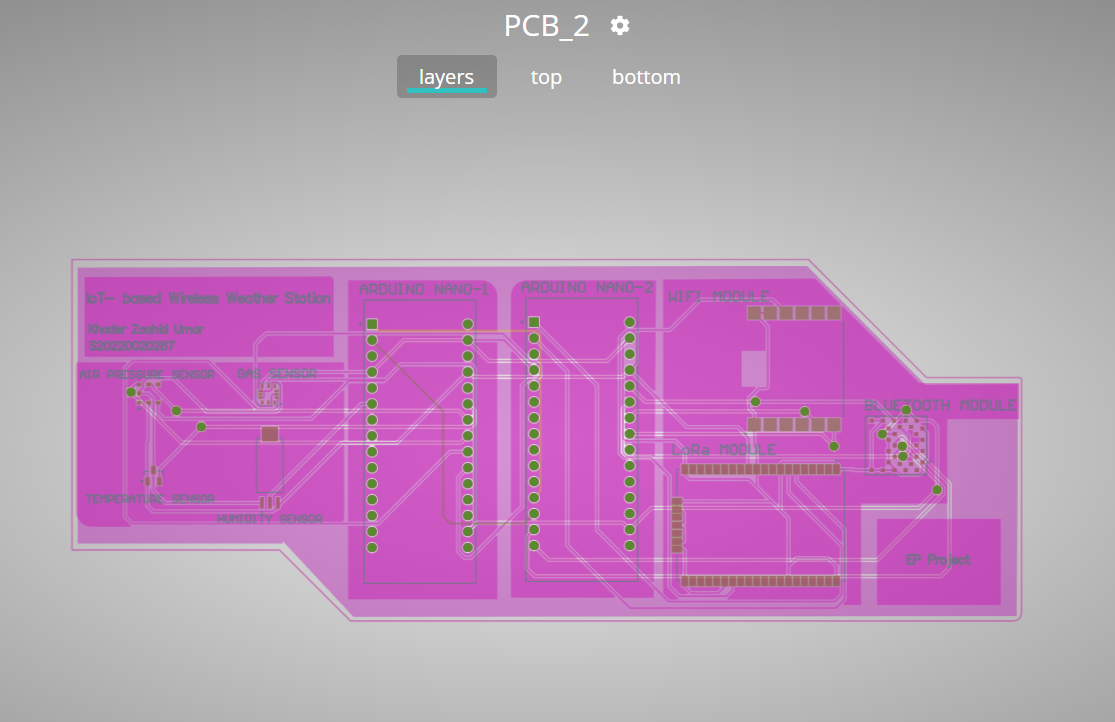 PCB_2
layers
top
bottom
IoT- based Wireless Weather Station
Khader Zoahid Umar
S20220020287
ARDUINO NANO-1
ARDUINO NANO-2
WIFI MODULE
AIR PRESSURE SENSOR
GAS SENSOR
BLUETOOTH MODULE
LoRa MODULE
TEMPERATURE SENSOR
HUMIDITY SENSOR
EP Project